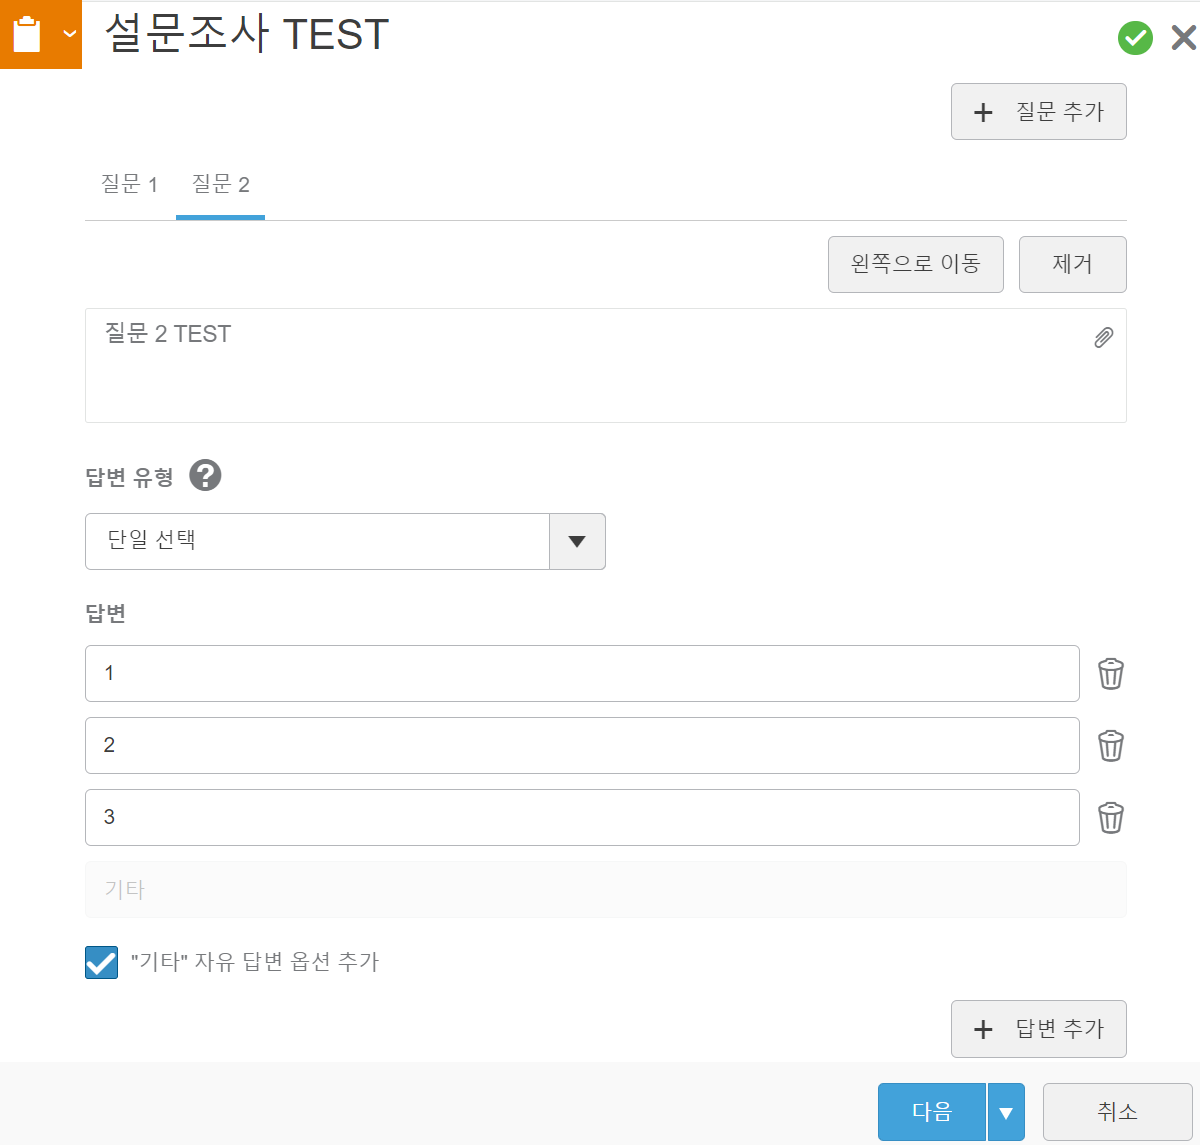 설문조사 TEST
+ 질문 추가
질문 1 질문 2
왼쪽으로 이동 제거
질문 2 TEST
답변 유형 ?
단일 선택
답변
1
2
3
기타
"기타" 자유 답변 옵션 추가
+ 답변 추가
다음 취소